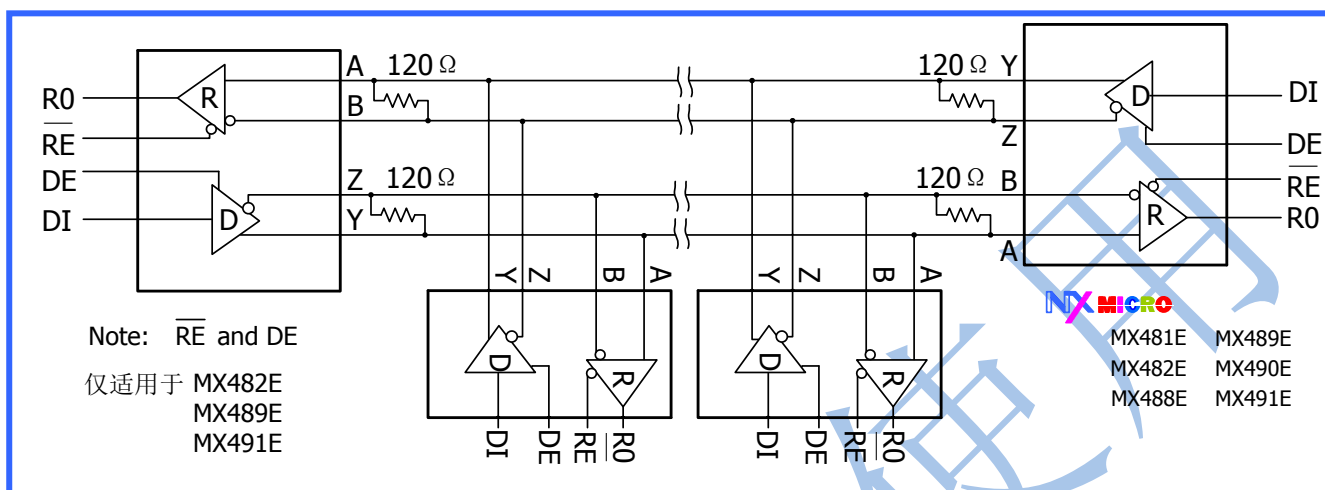 A 120Ω
R0 R
B
RE
DE
Z 120Ω
DI D
Y
120Ω Y
D DI
Z
DE
120Ω B
RE
R R0
A
Y Z B A
D R
DI DE RE R0
Y Z B A
D R
DI DE RE R0
Note: RE and DE
仅适用于 MX482E
MX489E
MX491E
NX MICRO
MX481E MX489E
MX482E MX490E
MX488E MX491E
使用